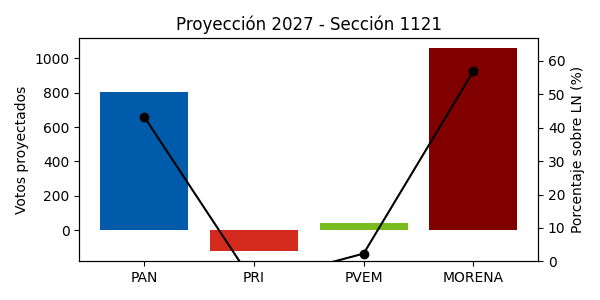 Proyección 2027 - Sección 1121
Votos proyectados
1000
800
600
400
200
0
60
50
40
30
20
10
0
Porcentaje sobre LN (%)
PAN
PRI
PVEM
MORENA